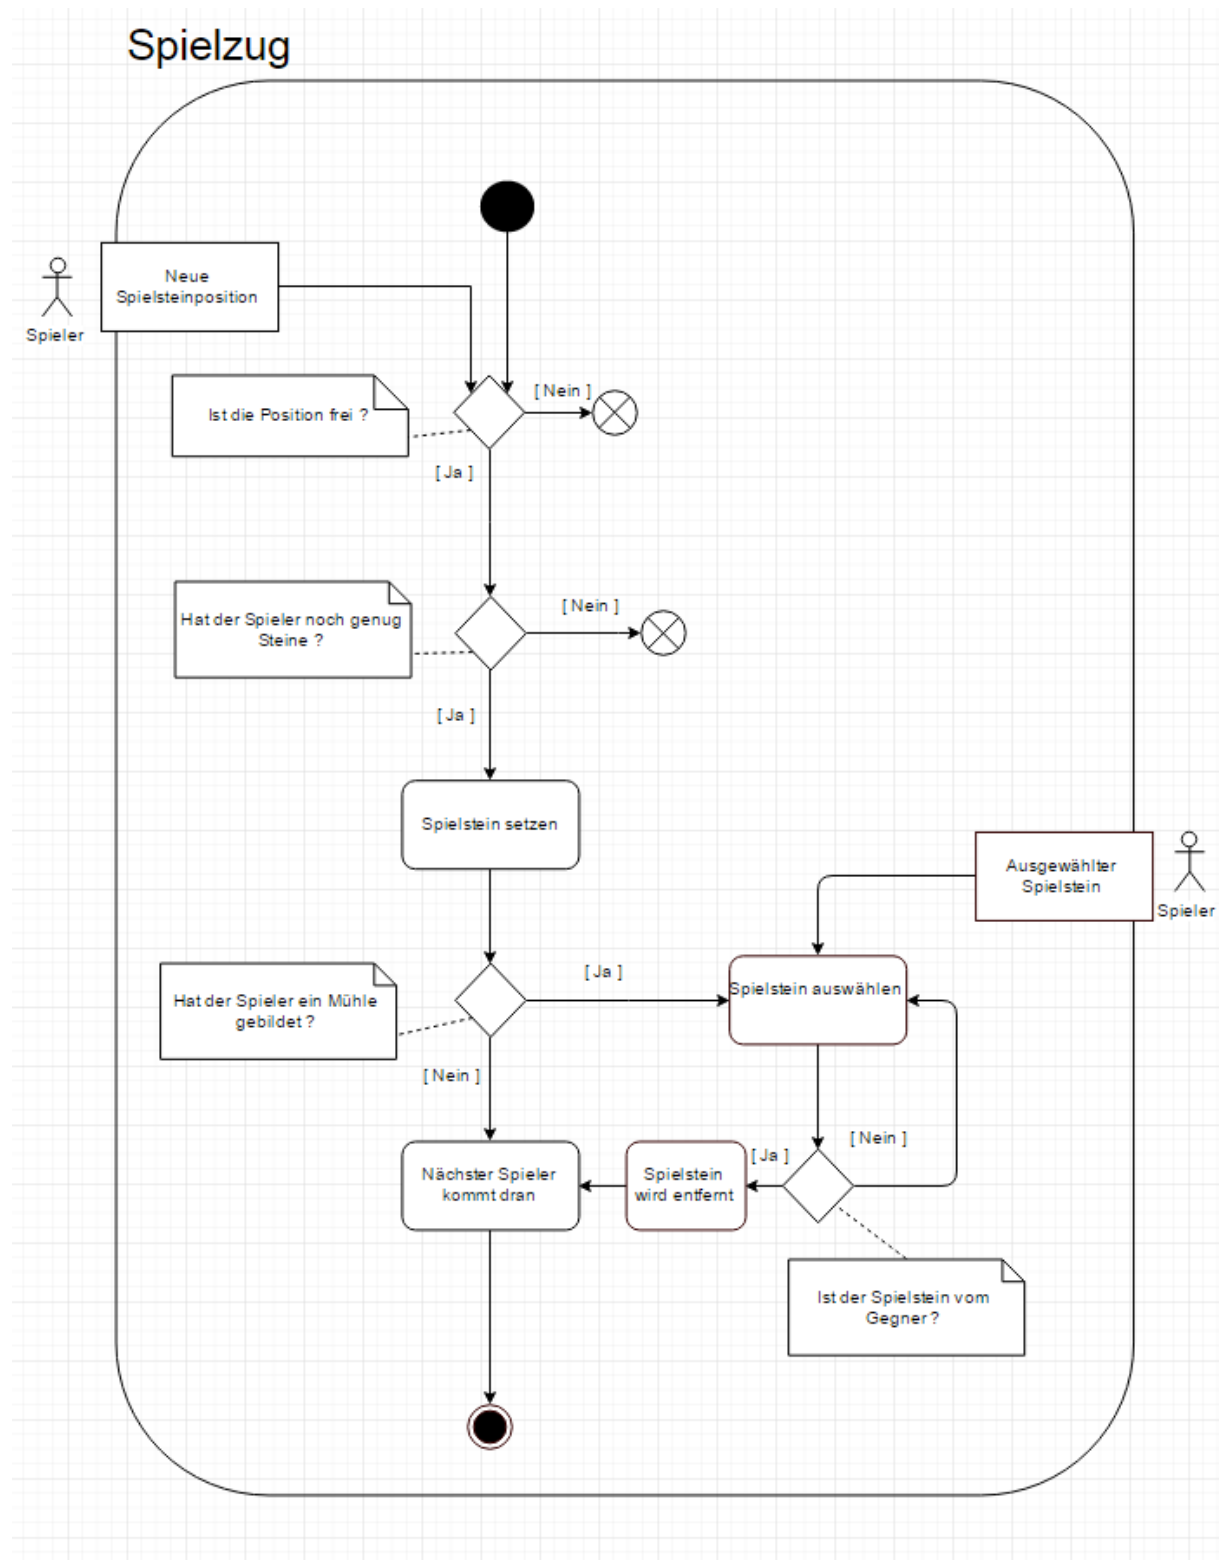 Spielzug
Neue
Spielsteinposition
Spieler
Ist die Position frei ?
[ Nein ]
[ Ja ]
Hat der Spieler noch genug
Steine ?
[ Nein ]
[ Ja ]
Spielstein setzen
Ausgewählter
Spielstein
Spieler
Hat der Spieler ein Mühle
gebildet ?
[ Ja ]
Spielstein auswählen
[ Nein ]
Nächster Spieler
kommt dran
Spielstein
wird entfernt
[ Ja ]
[ Nein ]
Ist der Spielstein vom
Gegner ?